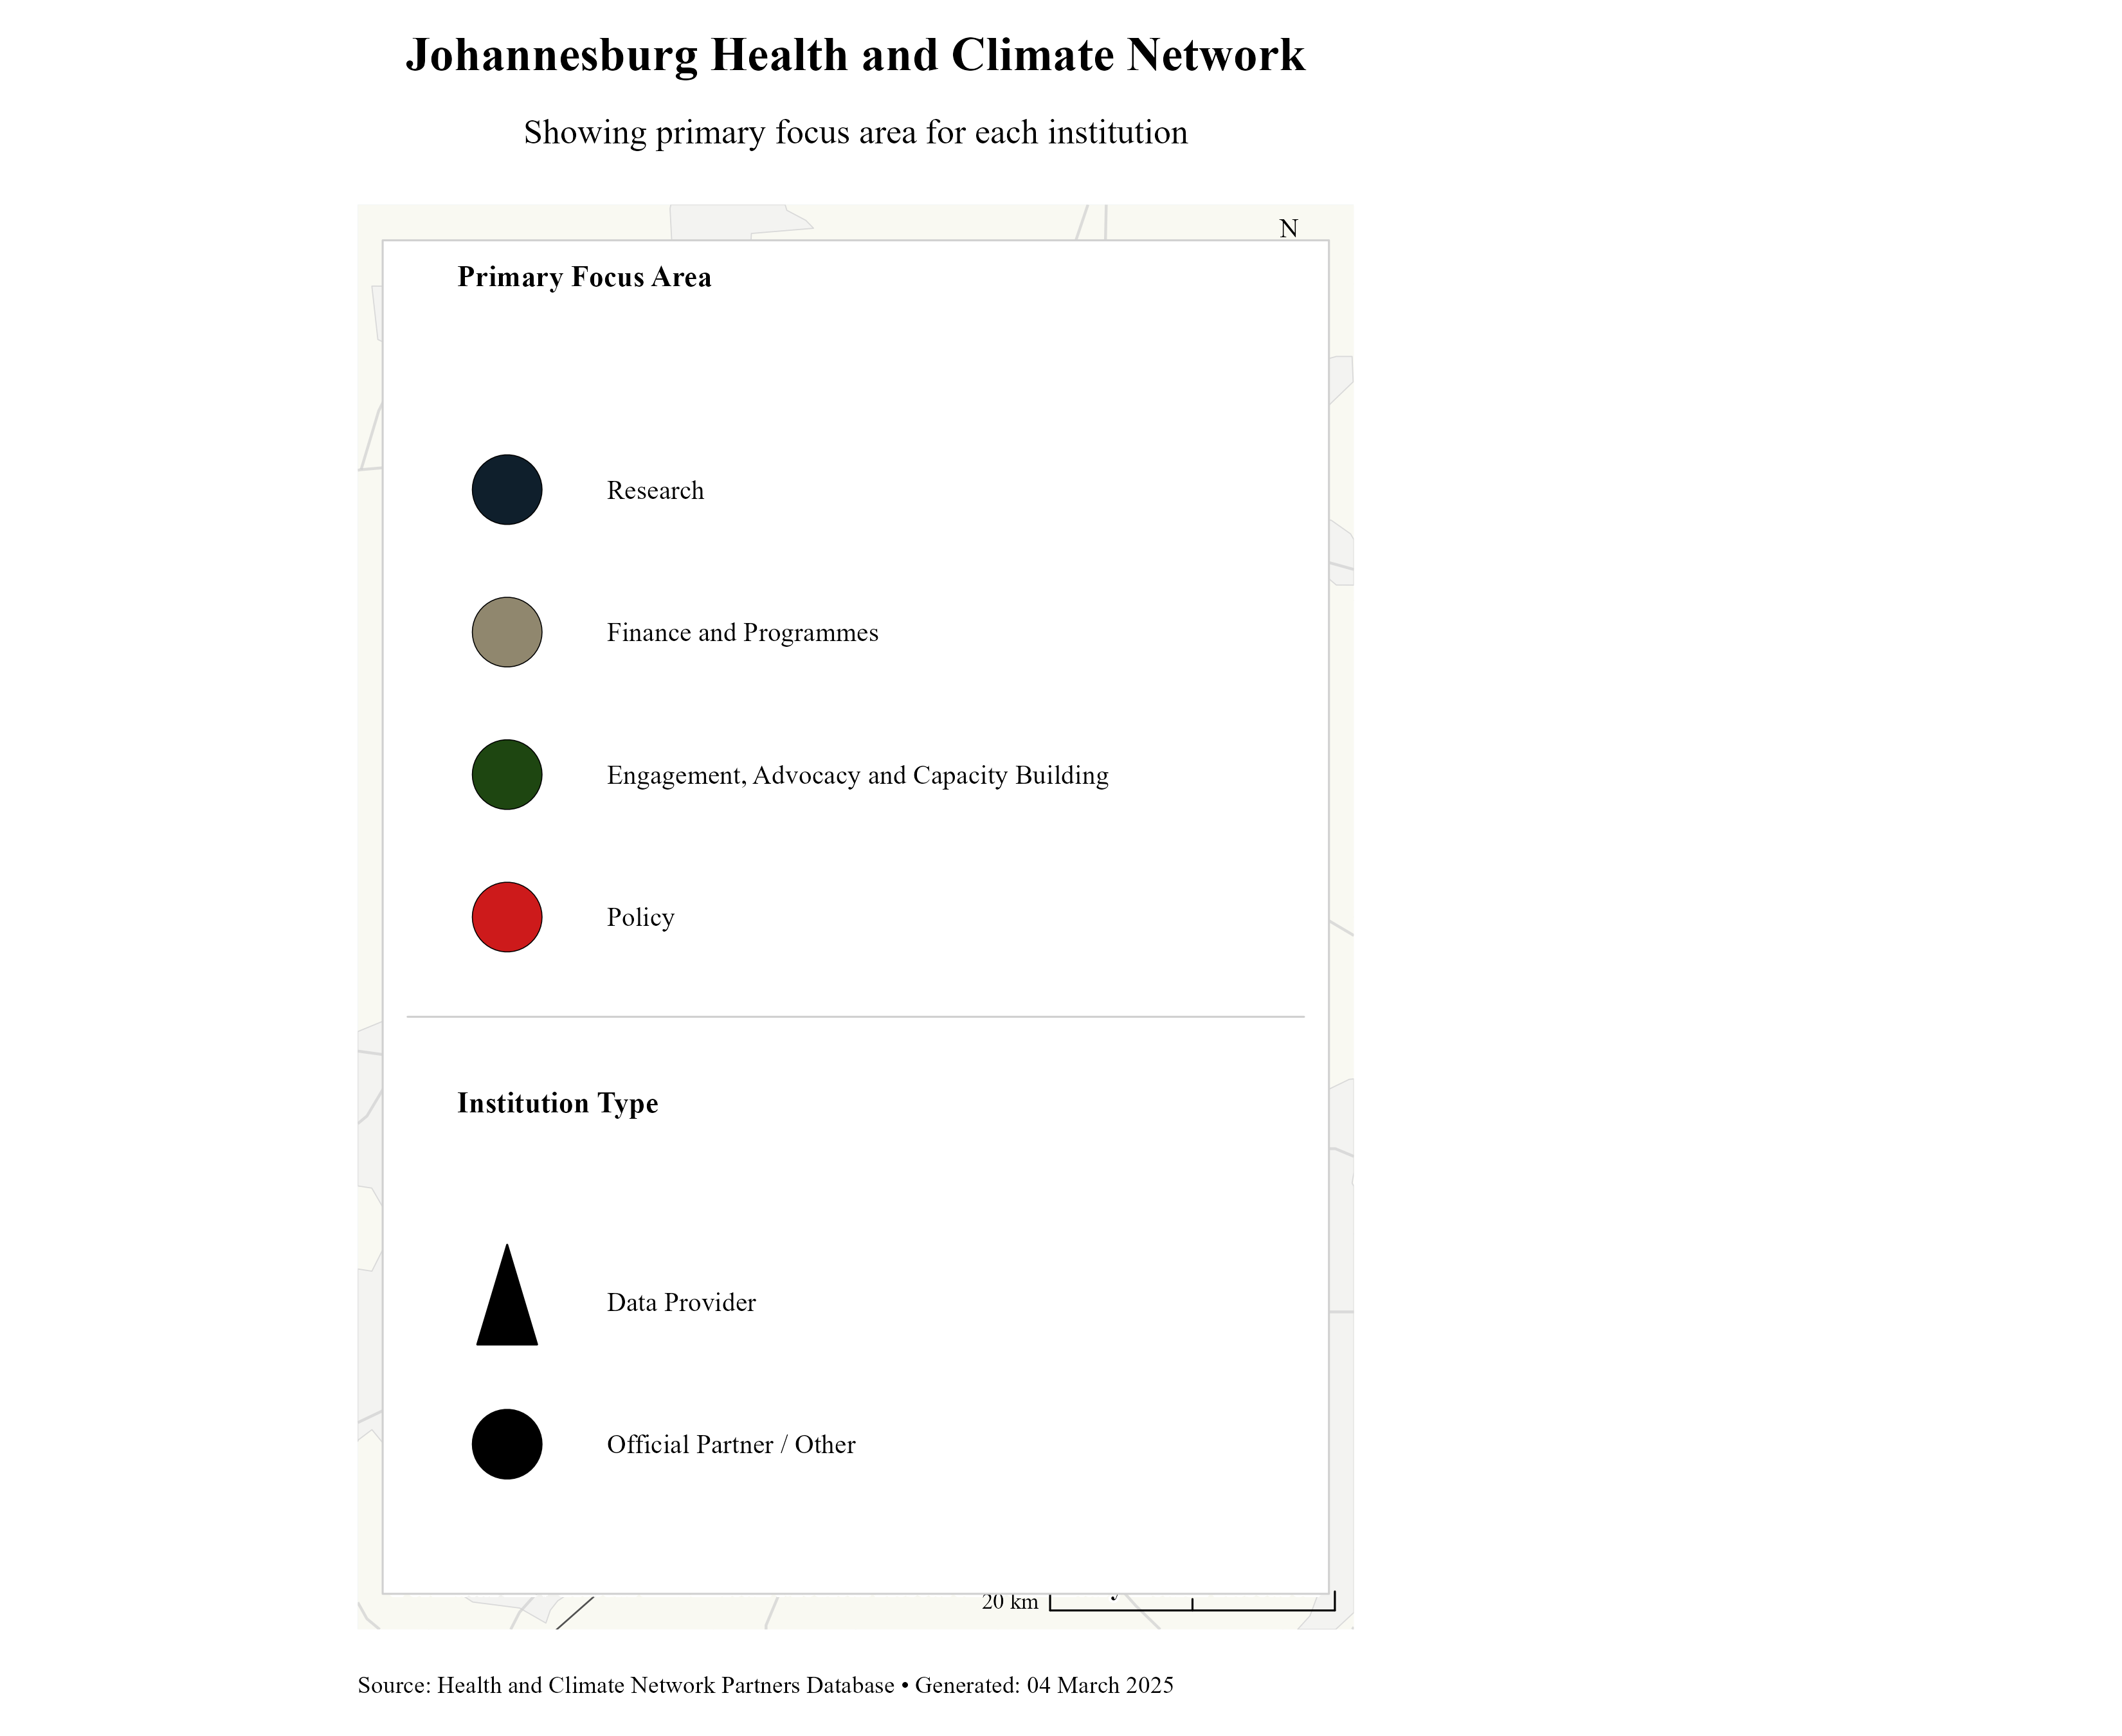 Johannesburg Health and Climate Network
Showing primary focus area for each institution
N
Primary Focus Area
Research
Finance and Programmes
Engagement, Advocacy and Capacity Building
Policy
Institution Type
Data Provider
Official Partner / Other
20 km
Source: Health and Climate Network Partners Database • Generated: 04 March 2025